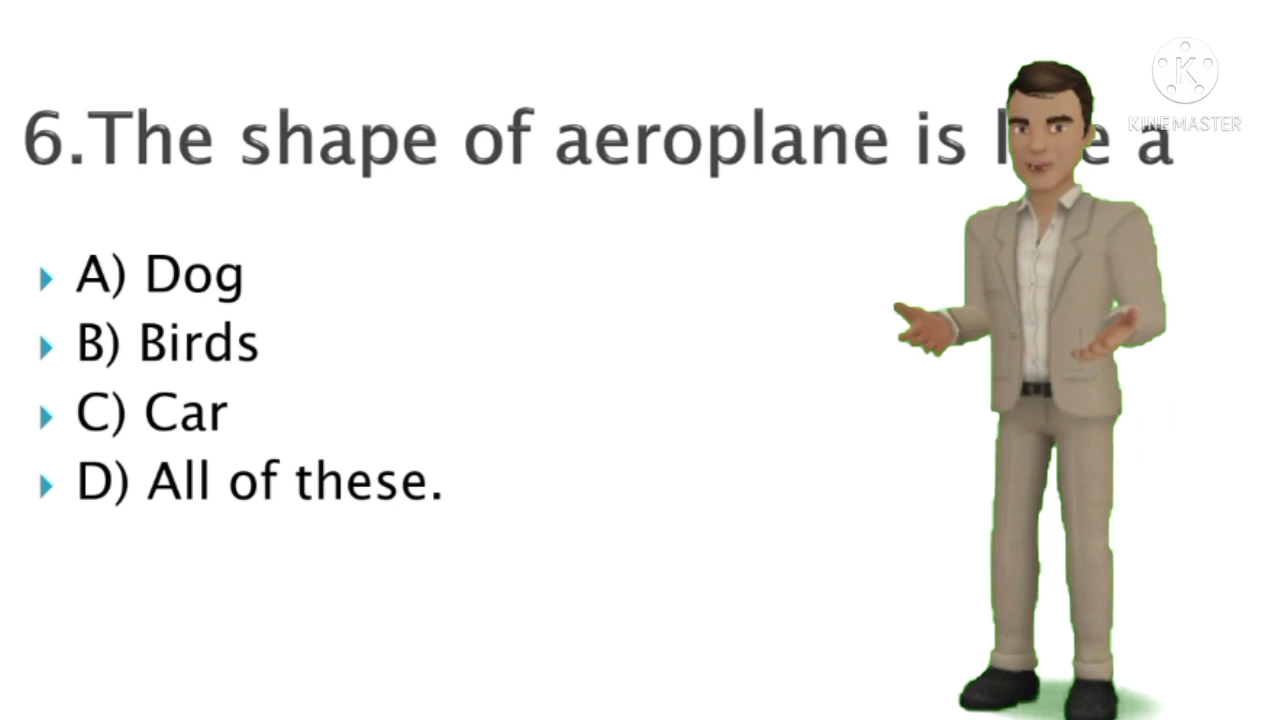 6.The shape of aeroplane is a
A) Dog
B) Birds
C) Car
D) All of these.
K
KINEMASTER